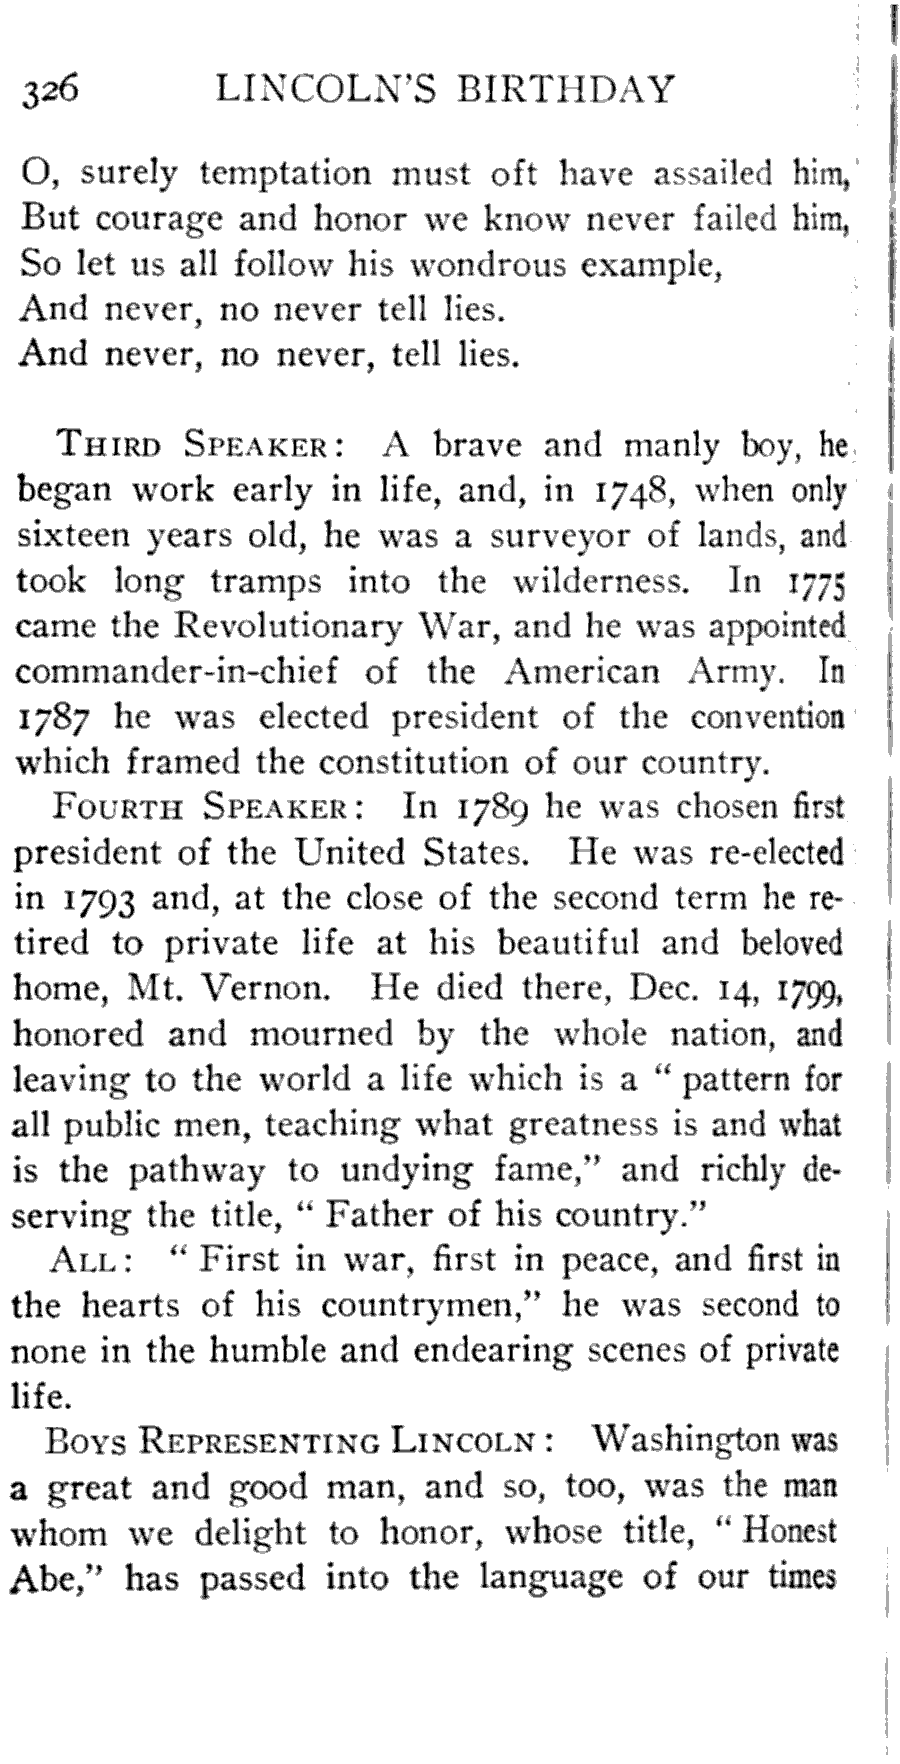 326 LINCOLN'S BIRTHDAY
O, surely temptation must oft have assailed him,
But courage and honor we know never failed him,
So let us all follow his wondrous example,
And never, no never tell lies.
And never, no never, tell lies.
THIRD SPEAKER: A brave and manly boy, he
began work early in life, and, in 1748, when only
sixteen years old, he was a surveyor of lands, and
took long tramps into the wilderness. In 1775
came the Revolutionary War, and he was appointed
commander-in-chief of the American Army. In
1787 he was elected president of the convention
which framed the constitution of our country.
FOURTH SPEAKER: In 1789 he was chosen first
president of the United States. He was re-elected
in 1793 and, at the close of the second term he re-
tired to private life at his beautiful and beloved
home, Mt. Vernon. He died there, Dec. 14, 1799,
honored and mourned by the whole nation, and
leaving to the world a life which is a " pattern for
all public men, teaching what greatness is and what
is the pathway to undying fame," and richly de-
serving the title, " Father of his country."
ALL: " First in war, first in peace, and first in
the hearts of his countrymen," he was second to
none in the humble and endearing scenes of private
life.
BOYS REPRESENTING LINCOLN: Washington was
a great and good man, and so, too, was the man
whom we delight to honor, whose title, " Honest
Abe," has passed into the language of our times